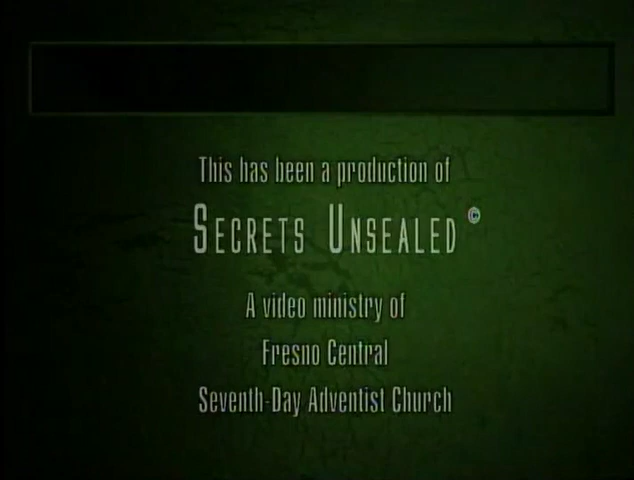 This has been a production of
SECRETS UNSEALED ©
A video ministry of
Fresno Central
Seventh-Day Adventist Church